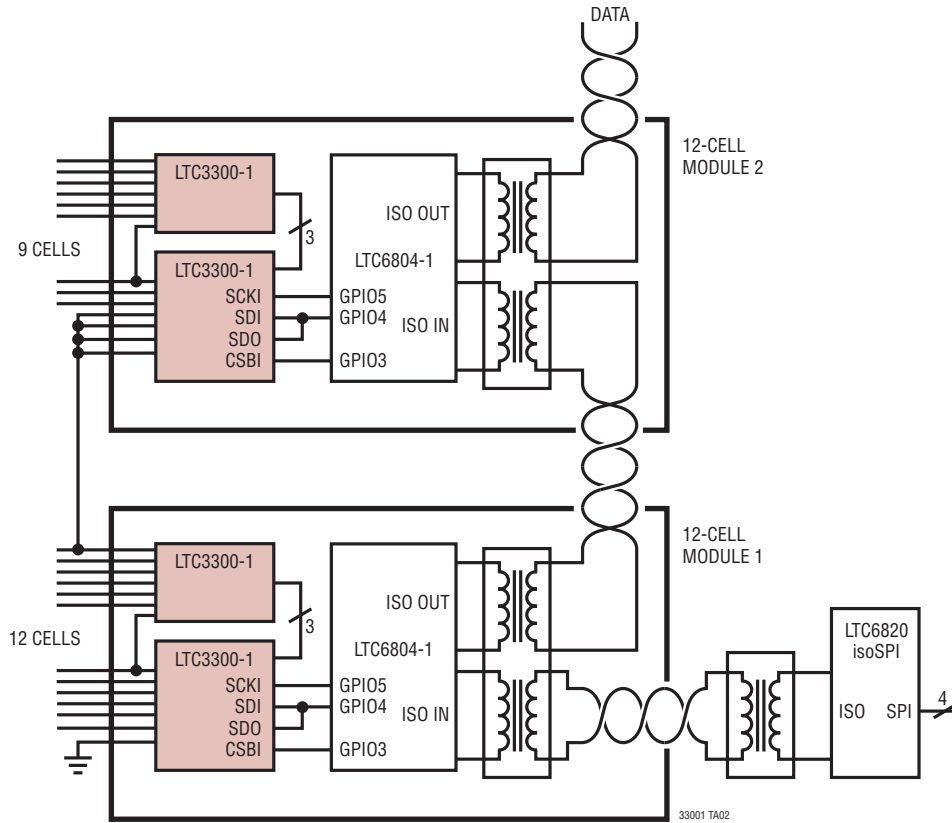 DATA
12-CELL
MODULE 2
LTC3300-1
3
9 CELLS
LTC3300-1
SCKI
SDI
SDO
CSBI
ISO OUT
LTC6804-1
GPIO5
GPIO4
ISO IN
GPIO3
12-CELL
MODULE 1
LTC3300-1
3
12 CELLS
LTC3300-1
SCKI
SDI
SDO
CSBI
ISO OUT
LTC6804-1
GPIO5
GPIO4
ISO IN
GPIO3
LTC6820
isoSPI
ISO SPI
4
33001 TA02